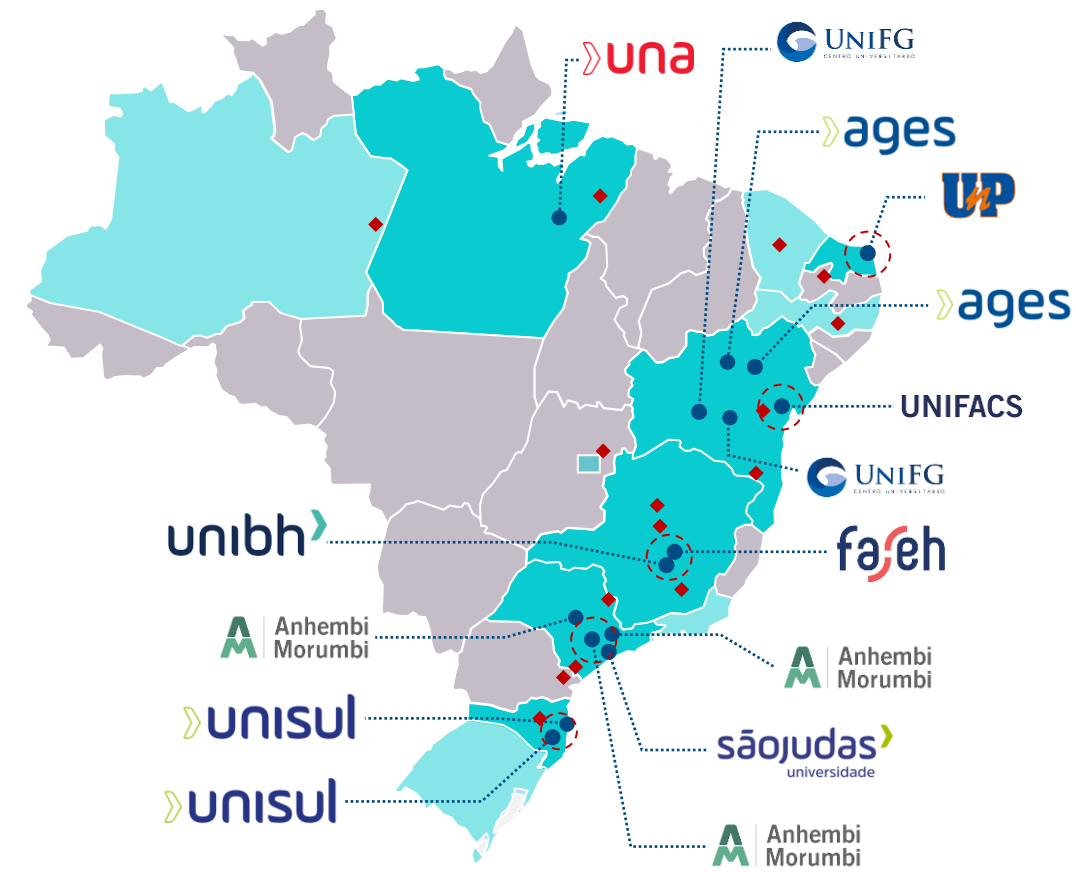 una
UNIFG
CENTRO UNIVERSITÁRIO
ages
UnP
ages
UNIFACS
UNIFG
CENTRO UNIVERSITÁRIO
unibh
faseh
Anhembi
Morumbi
Anhembi
Morumbi
unisul
sãojudas
universidade
unisul
Anhembi
Morumbi